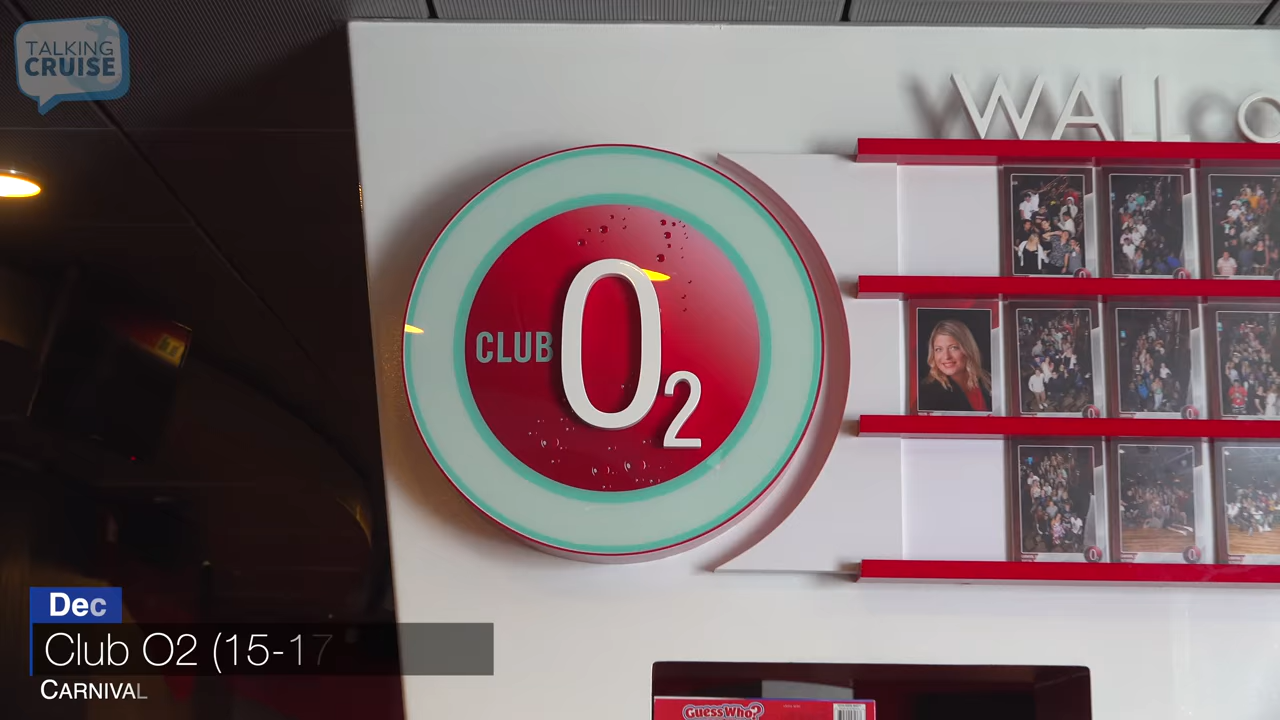 TALKING
CRUISE
WALL O
CLUB
O2
Dec
Club O2 (15-17
CARNIVAL
GUESS WHO?